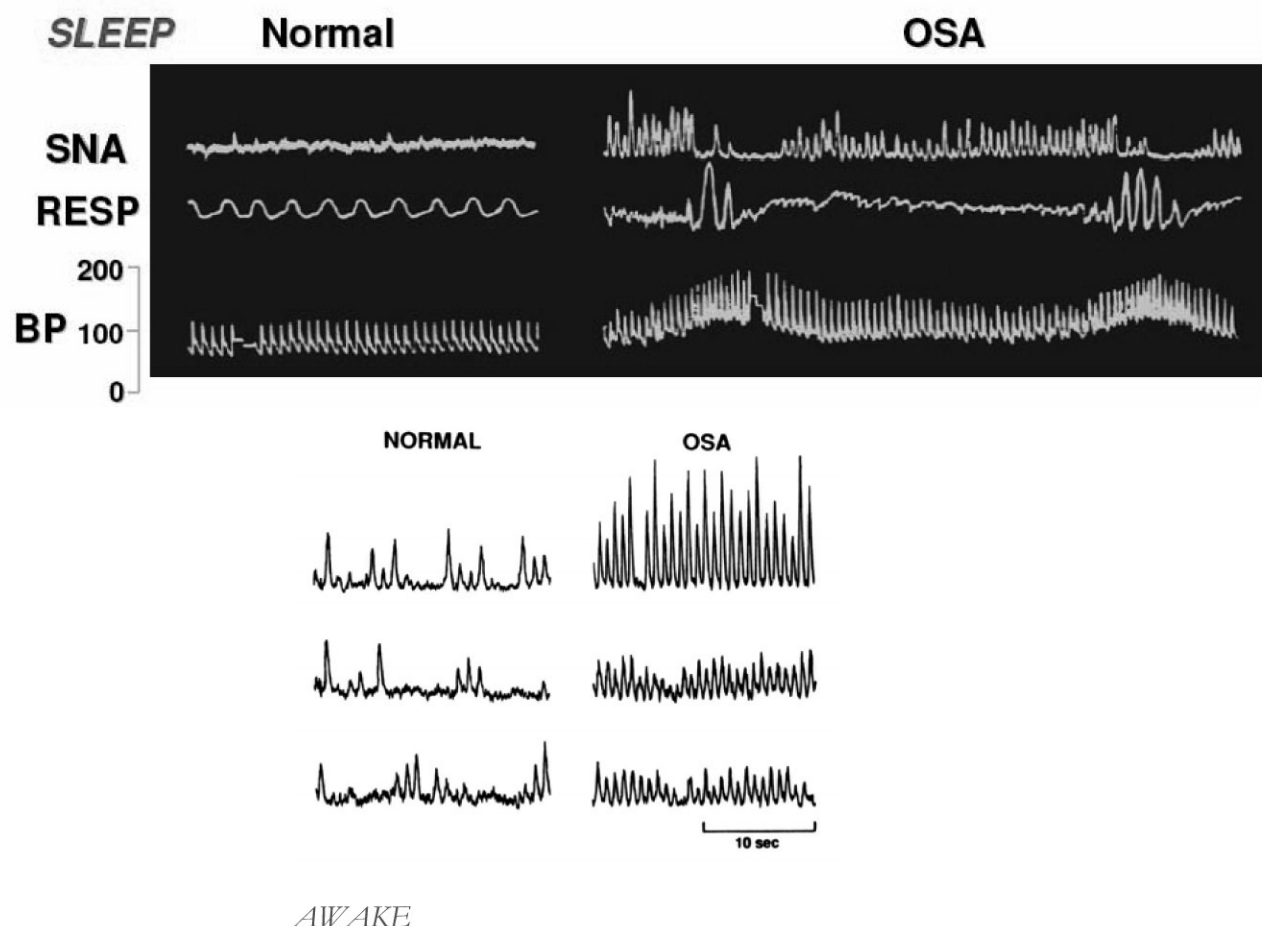 SLEEP Normal OSA
SNA
RESP
200
BP 100
0
NORMAL OSA
10 sec
AWAKE